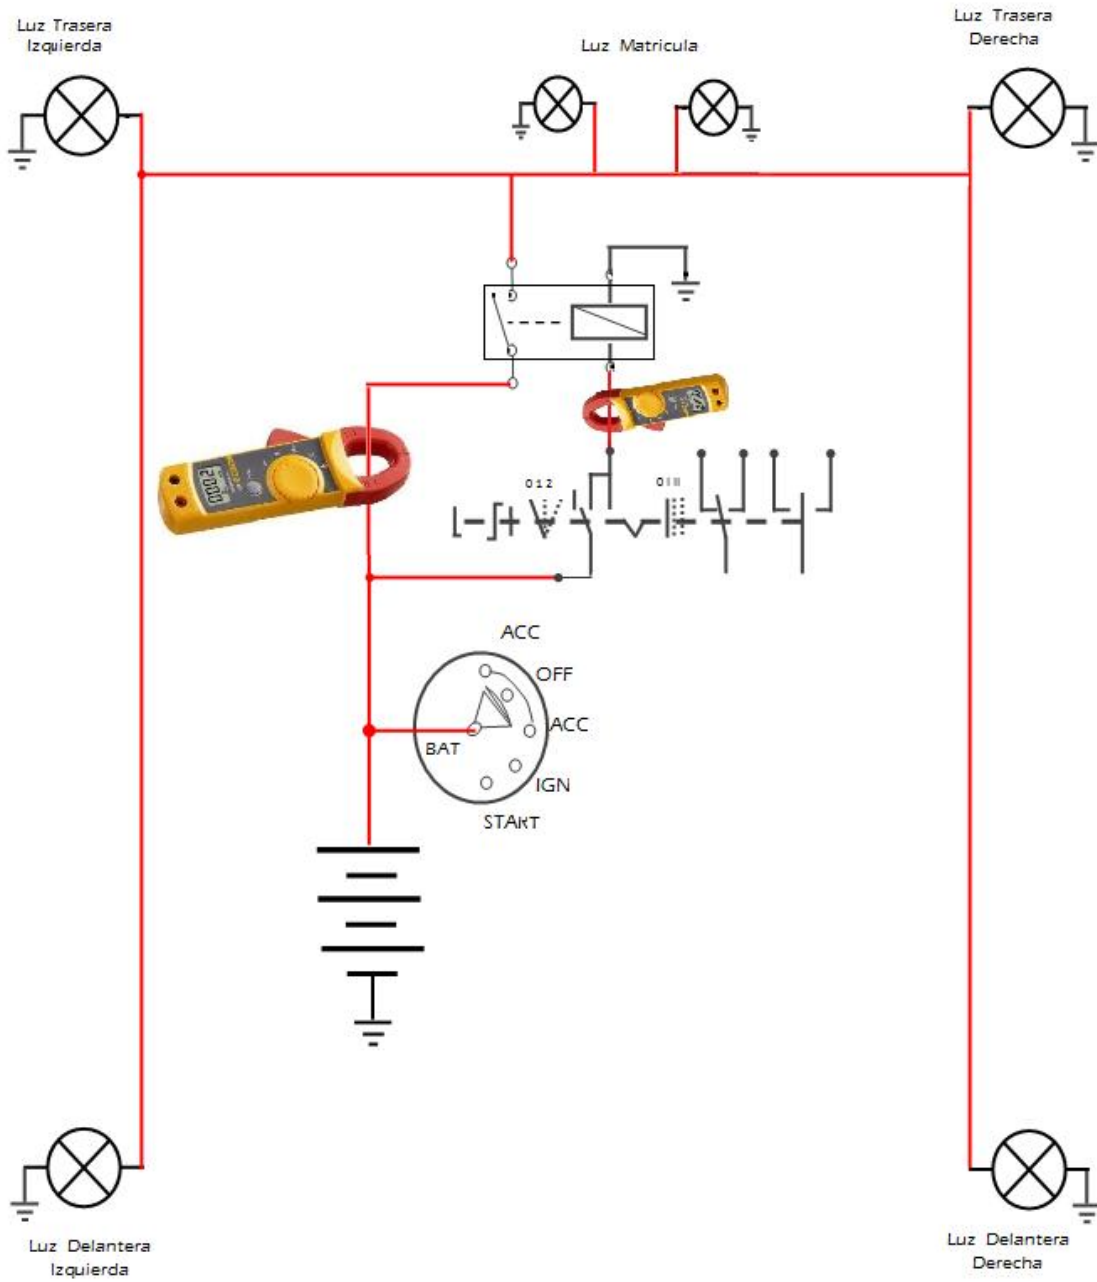 Luz Trasera
Izquierda
Luz Matricula
Luz Trasera
Derecha
0 1 2
0 I II
ACC
OFF
ACC
BAT
IGN
START
Luz Delantera
Izquierda
Luz Delantera
Derecha